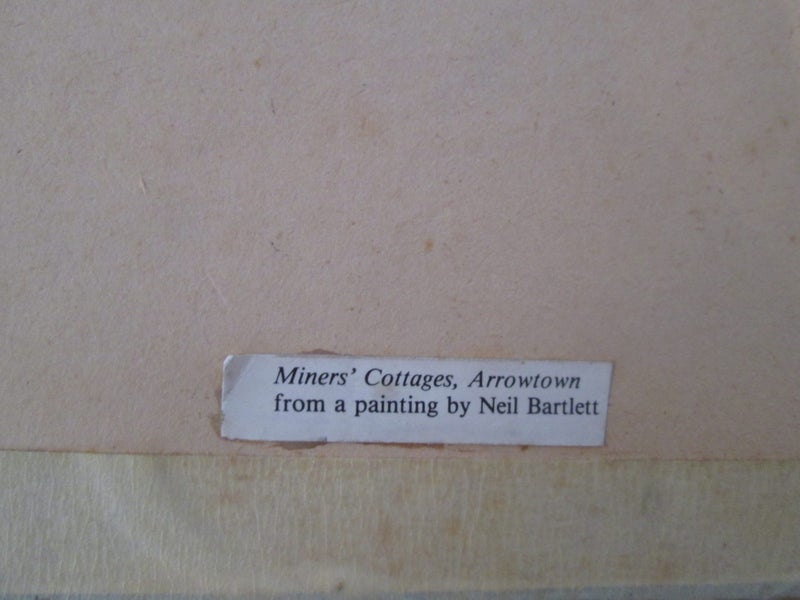 Miners' Cottages, Arrowtown
from a painting by Neil Bartlett